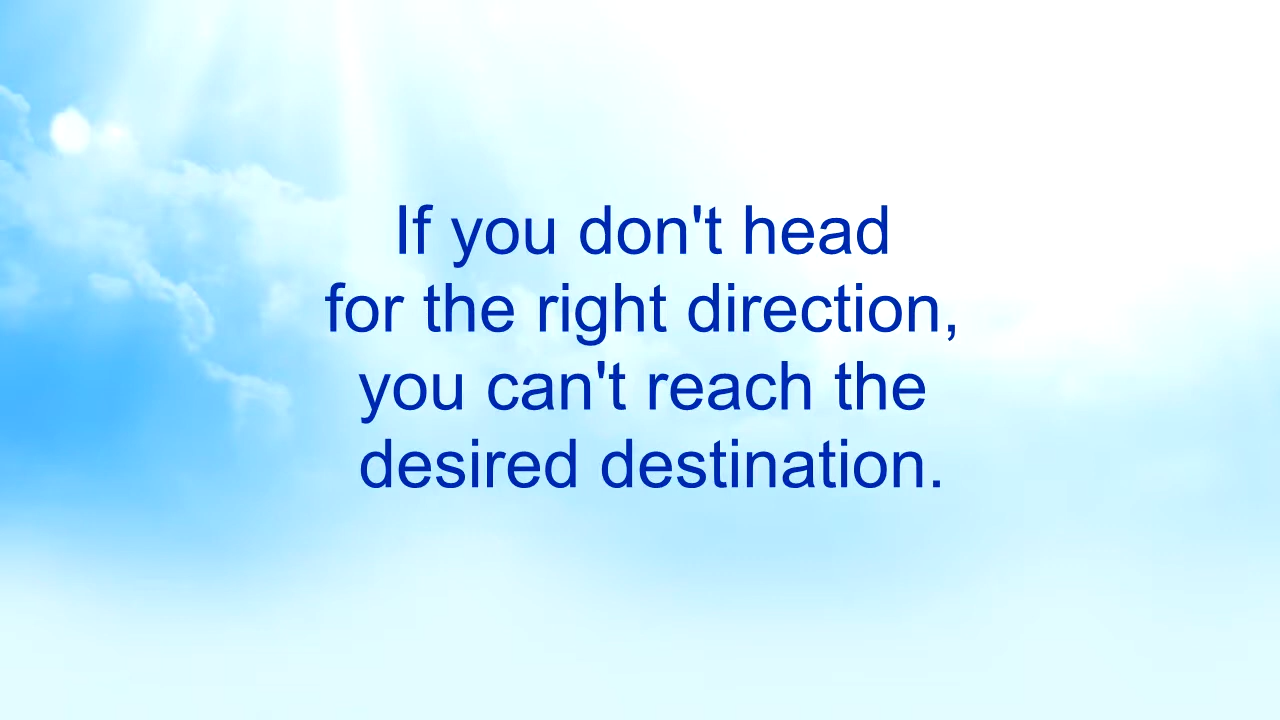 If you don't head
for the right direction,
you can't reach the
desired destination.